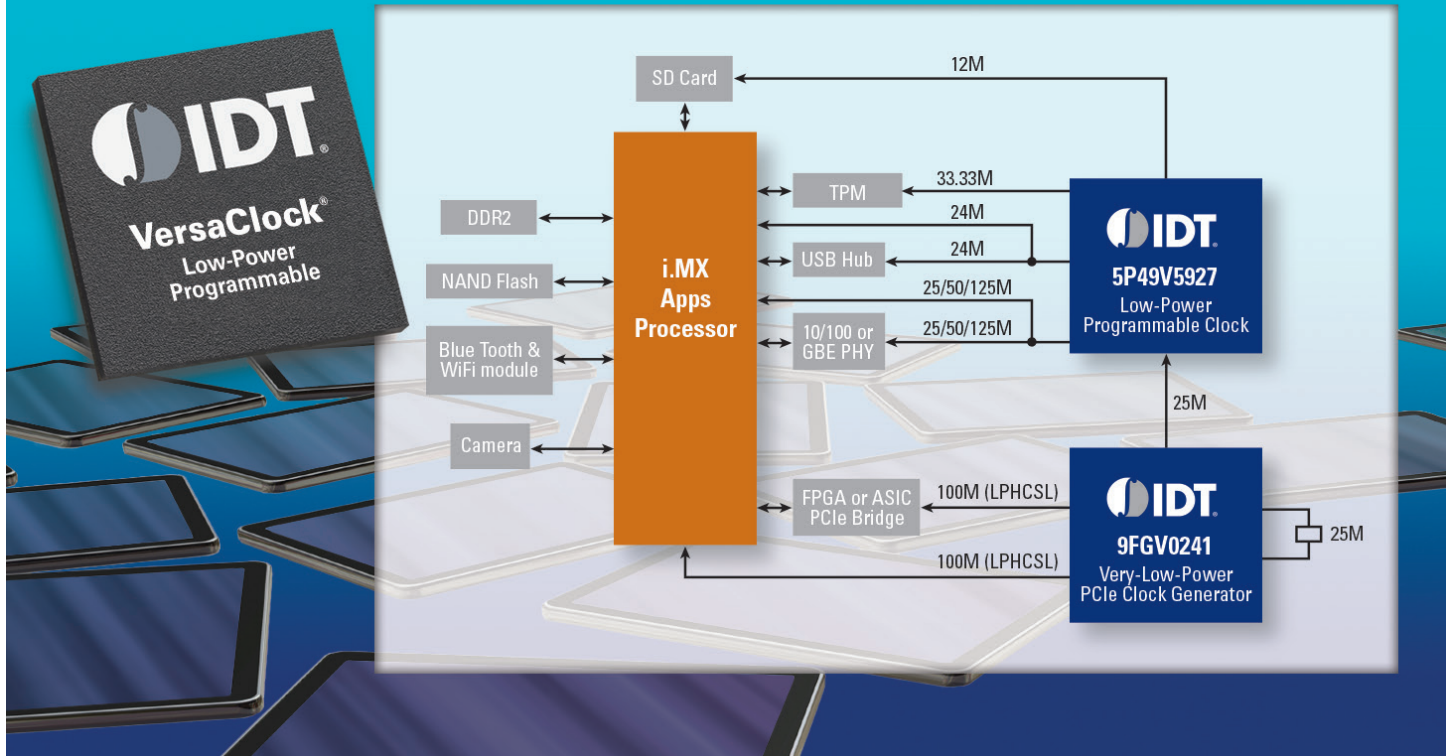 IDT®
VersaClock®
Low-Power
Programmable
SD Card
12M
TPM
33.33M
24M
DDR2
USB Hub
24M
NAND Flash
i.MX
Apps
Processor
25/50/125M
10/100 or
GBE PHY
25/50/125M
Blue Tooth &
WiFi module
Camera
IDT.
5P49V5927
Low-Power
Programmable Clock
25M
FPGA or ASIC
PCIe Bridge
100M (LPHCSL)
100M (LPHCSL)
IDT.
9FGV0241
Very-Low-Power
PCIe Clock Generator
25M